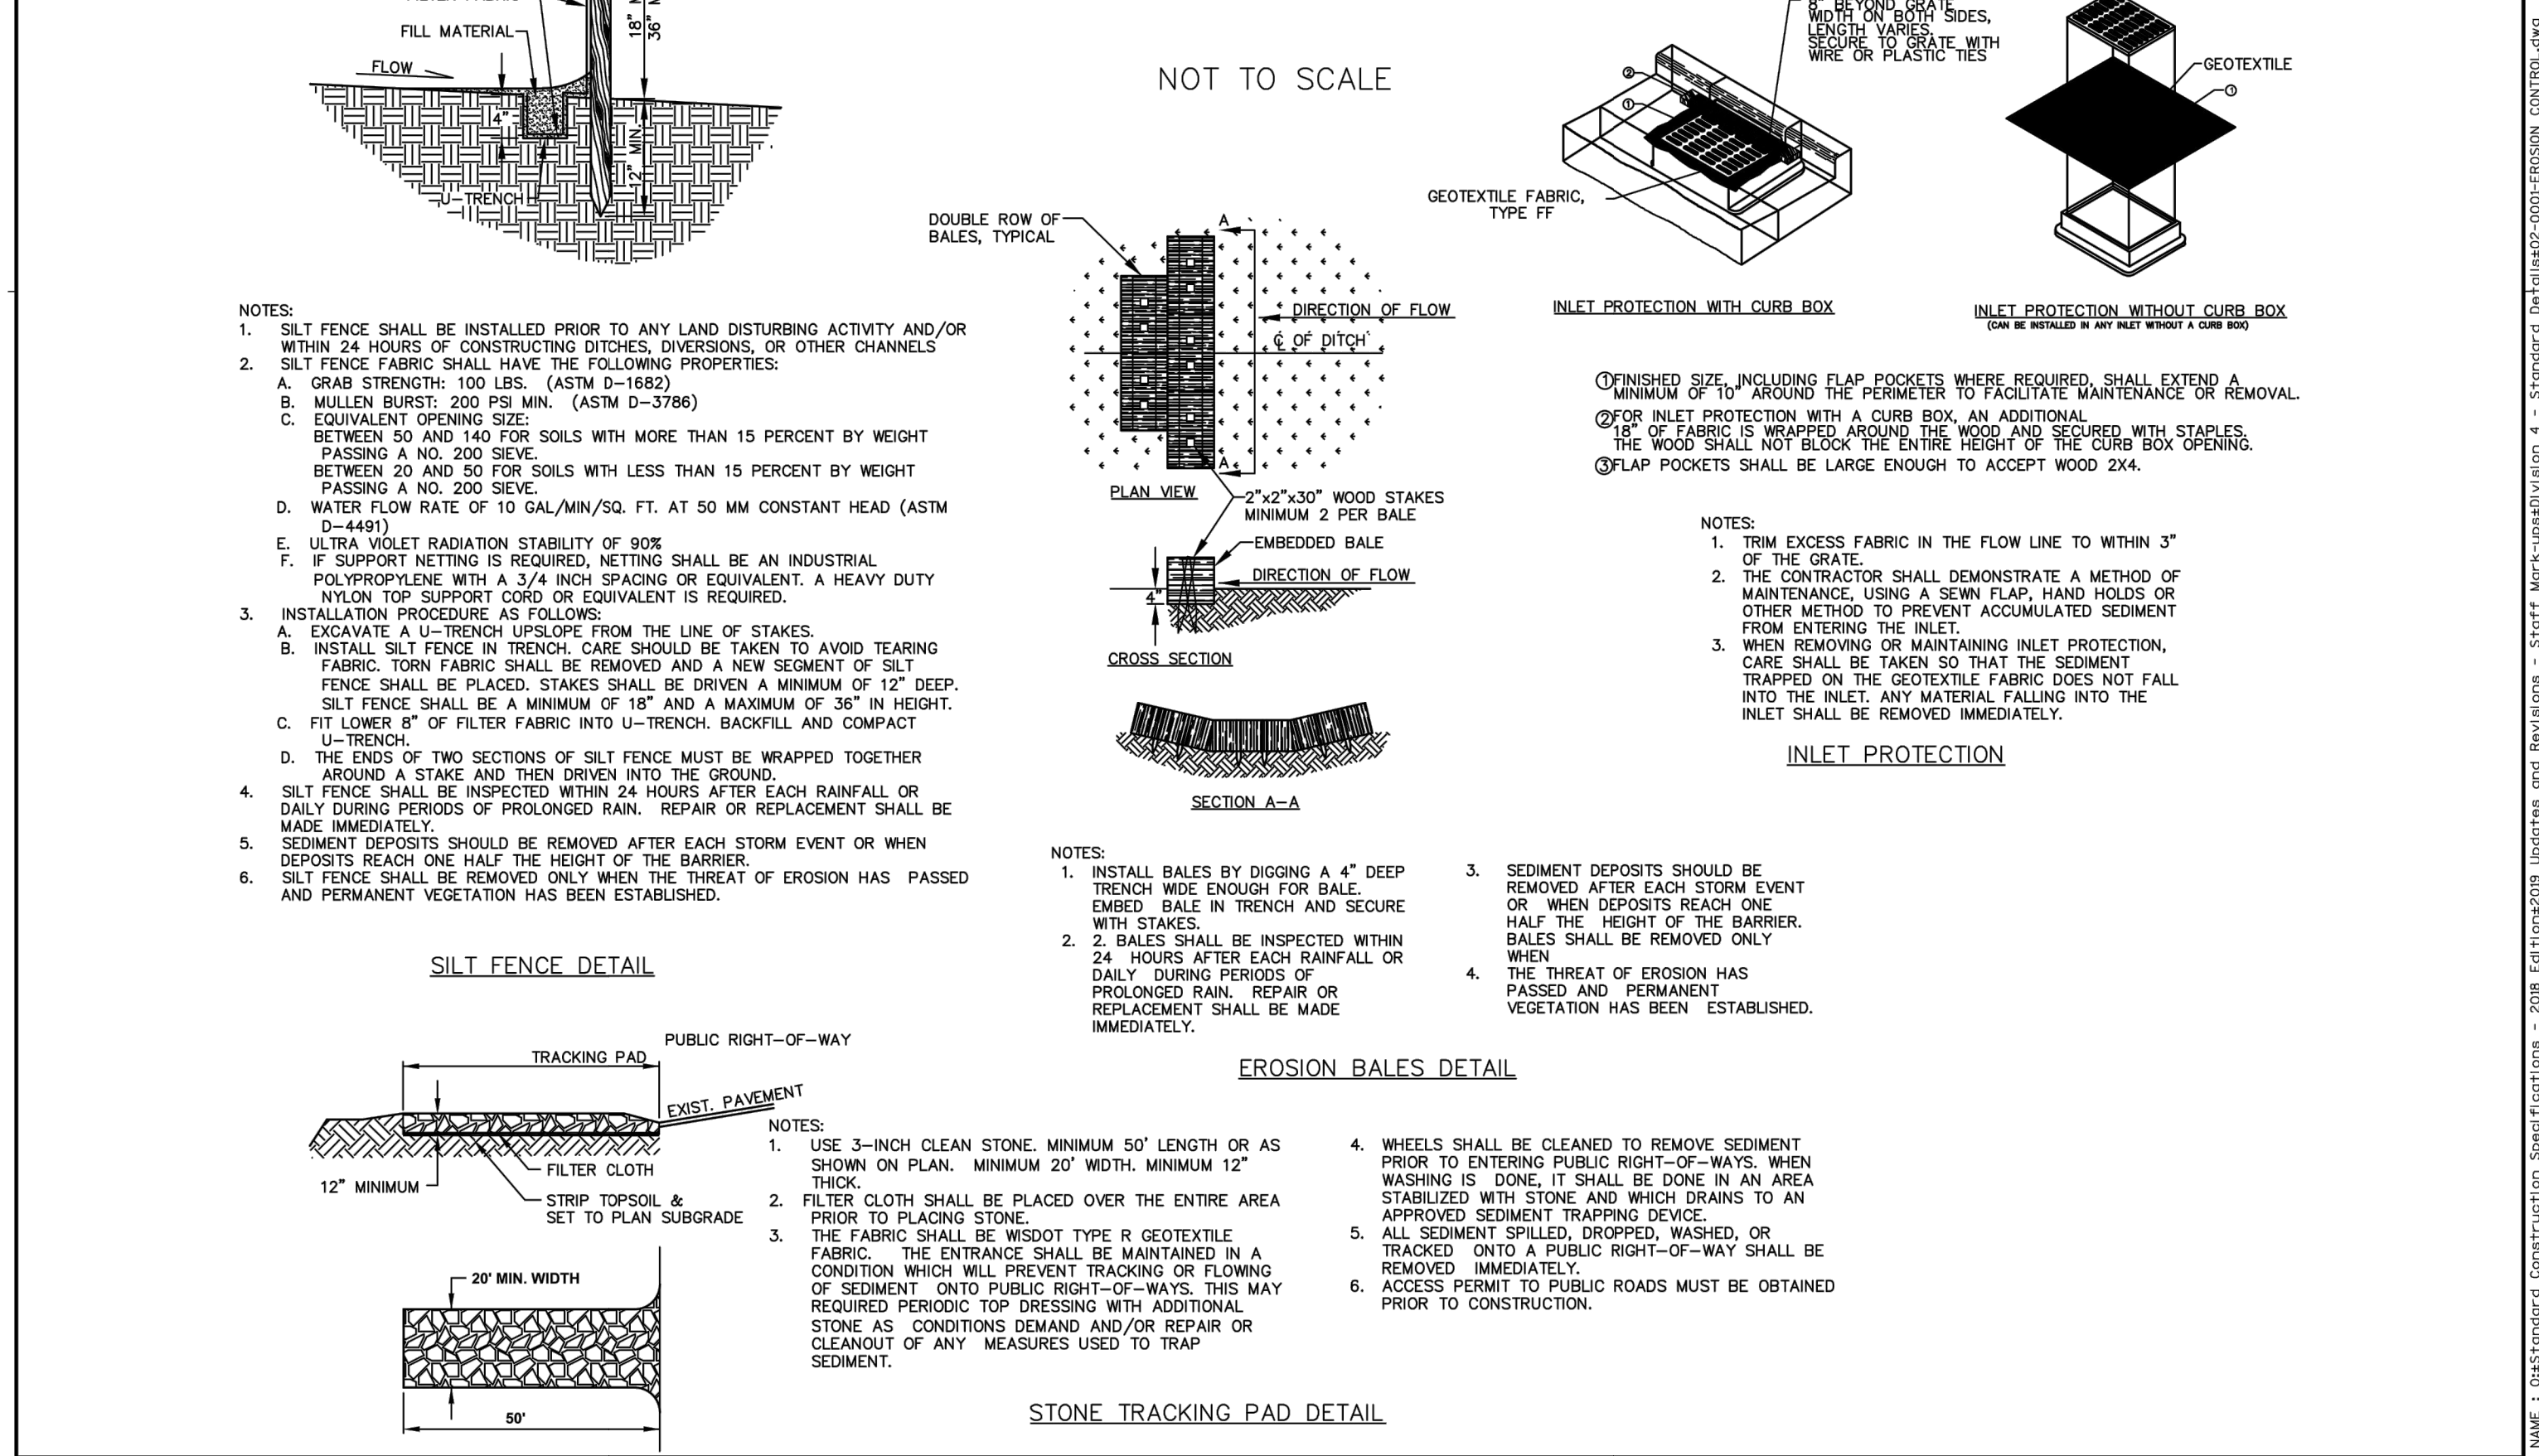 FILL MATERIAL
FLOW
4"
18"
36"
12" MIN.
U-TRENCH
NOTES:
1. SILT FENCE SHALL BE INSTALLED PRIOR TO ANY LAND DISTURBING ACTIVITY AND/OR
WITHIN 24 HOURS OF CONSTRUCTING DITCHES, DIVERSIONS, OR OTHER CHANNELS
2. SILT FENCE FABRIC SHALL HAVE THE FOLLOWING PROPERTIES:
A. GRAB STRENGTH: 100 LBS. (ASTM D-1682)
B. MULLEN BURST: 200 PSI MIN. (ASTM D-3786)
C. EQUIVALENT OPENING SIZE:
BETWEEN 50 AND 140 FOR SOILS WITH MORE THAN 15 PERCENT BY WEIGHT
PASSING A NO. 200 SIEVE.
BETWEEN 20 AND 50 FOR SOILS WITH LESS THAN 15 PERCENT BY WEIGHT
PASSING A NO. 200 SIEVE.
D. WATER FLOW RATE OF 10 GAL/MIN/SQ. FT. AT 50 MM CONSTANT HEAD (ASTM
D-4491)
E. ULTRA VIOLET RADIATION STABILITY OF 90%
F. IF SUPPORT NETTING IS REQUIRED, NETTING SHALL BE AN INDUSTRIAL
POLYPROPYLENE WITH A 3/4 INCH SPACING OR EQUIVALENT. A HEAVY DUTY
NYLON TOP SUPPORT CORD OR EQUIVALENT IS REQUIRED.
3. INSTALLATION PROCEDURE AS FOLLOWS:
A. EXCAVATE A U-TRENCH UPSLOPE FROM THE LINE OF STAKES.
B. INSTALL SILT FENCE IN TRENCH. CARE SHOULD BE TAKEN TO AVOID TEARING
FABRIC. TORN FABRIC SHALL BE REMOVED AND A NEW SEGMENT OF SILT
FENCE SHALL BE PLACED. STAKES SHALL BE DRIVEN A MINIMUM OF 12" DEEP.
SILT FENCE SHALL BE A MINIMUM OF 18" AND A MAXIMUM OF 36" IN HEIGHT.
C. FIT LOWER 8" OF FILTER FABRIC INTO U-TRENCH. BACKFILL AND COMPACT
U-TRENCH.
D. THE ENDS OF TWO SECTIONS OF SILT FENCE MUST BE WRAPPED TOGETHER
AROUND A STAKE AND THEN DRIVEN INTO THE GROUND.
4. SILT FENCE SHALL BE INSPECTED WITHIN 24 HOURS AFTER EACH RAINFALL OR
DAILY DURING PERIODS OF PROLONGED RAIN. REPAIR OR REPLACEMENT SHALL BE
MADE IMMEDIATELY.
5. SEDIMENT DEPOSITS SHOULD BE REMOVED AFTER EACH STORM EVENT OR WHEN
DEPOSITS REACH ONE HALF THE HEIGHT OF THE BARRIER.
6. SILT FENCE SHALL BE REMOVED ONLY WHEN THE THREAT OF EROSION HAS PASSED
AND PERMANENT VEGETATION HAS BEEN ESTABLISHED.
SILT FENCE DETAIL
NOT TO SCALE
DOUBLE ROW OF
BALES, TYPICAL
A
DIRECTION OF FLOW
℄ OF DITCH
A
PLAN VIEW
2"x2"x30" WOOD STAKES
MINIMUM 2 PER BALE
EMBEDDED BALE
DIRECTION OF FLOW
4"
CROSS SECTION
SECTION A-A
NOTES:
1. INSTALL BALES BY DIGGING A 4" DEEP
TRENCH WIDE ENOUGH FOR BALE.
EMBED BALE IN TRENCH AND SECURE
WITH STAKES.
2. 2. BALES SHALL BE INSPECTED WITHIN
24 HOURS AFTER EACH RAINFALL OR
DAILY DURING PERIODS OF
PROLONGED RAIN. REPAIR OR
REPLACEMENT SHALL BE MADE
IMMEDIATELY.
3. SEDIMENT DEPOSITS SHOULD BE
REMOVED AFTER EACH STORM EVENT
OR WHEN DEPOSITS REACH ONE
HALF THE HEIGHT OF THE BARRIER.
BALES SHALL BE REMOVED ONLY
WHEN
4. THE THREAT OF EROSION HAS
PASSED AND PERMANENT
VEGETATION HAS BEEN ESTABLISHED.
EROSION BALES DETAIL
8" BEYOND GRATE
WIDTH ON BOTH SIDES,
LENGTH VARIES.
SECURE TO GRATE WITH
WIRE OR PLASTIC TIES
②
①
GEOTEXTILE FABRIC,
TYPE FF
INLET PROTECTION WITH CURB BOX
GEOTEXTILE
①
INLET PROTECTION WITHOUT CURB BOX
(CAN BE INSTALLED IN ANY INLET WITHOUT A CURB BOX)
① FINISHED SIZE, INCLUDING FLAP POCKETS WHERE REQUIRED, SHALL EXTEND A
MINIMUM OF 10" AROUND THE PERIMETER TO FACILITATE MAINTENANCE OR REMOVAL.
② FOR INLET PROTECTION WITH A CURB BOX, AN ADDITIONAL
18" OF FABRIC IS WRAPPED AROUND THE WOOD AND SECURED WITH STAPLES.
THE WOOD SHALL NOT BLOCK THE ENTIRE HEIGHT OF THE CURB BOX OPENING.
③ FLAP POCKETS SHALL BE LARGE ENOUGH TO ACCEPT WOOD 2X4.
NOTES:
1. TRIM EXCESS FABRIC IN THE FLOW LINE TO WITHIN 3"
OF THE GRATE.
2. THE CONTRACTOR SHALL DEMONSTRATE A METHOD OF
MAINTENANCE, USING A SEWN FLAP, HAND HOLDS OR
OTHER METHOD TO PREVENT ACCUMULATED SEDIMENT
FROM ENTERING THE INLET.
3. WHEN REMOVING OR MAINTAINING INLET PROTECTION,
CARE SHALL BE TAKEN SO THAT THE SEDIMENT
TRAPPED ON THE GEOTEXTILE FABRIC DOES NOT FALL
INTO THE INLET. ANY MATERIAL FALLING INTO THE
INLET SHALL BE REMOVED IMMEDIATELY.
INLET PROTECTION
PUBLIC RIGHT-OF-WAY
TRACKING PAD
EXIST. PAVEMENT
FILTER CLOTH
12" MINIMUM
STRIP TOPSOIL &
SET TO PLAN SUBGRADE
20' MIN. WIDTH
50'
NOTES:
1. USE 3-INCH CLEAN STONE. MINIMUM 50' LENGTH OR AS
SHOWN ON PLAN. MINIMUM 20' WIDTH. MINIMUM 12"
THICK.
2. FILTER CLOTH SHALL BE PLACED OVER THE ENTIRE AREA
PRIOR TO PLACING STONE.
3. THE FABRIC SHALL BE WISDOT TYPE R GEOTEXTILE
FABRIC. THE ENTRANCE SHALL BE MAINTAINED IN A
CONDITION WHICH WILL PREVENT TRACKING OR FLOWING
OF SEDIMENT ONTO PUBLIC RIGHT-OF-WAYS. THIS MAY
REQUIRED PERIODIC TOP DRESSING WITH ADDITIONAL
STONE AS CONDITIONS DEMAND AND/OR REPAIR OR
CLEANOUT OF ANY MEASURES USED TO TRAP
SEDIMENT.
4. WHEELS SHALL BE CLEANED TO REMOVE SEDIMENT
PRIOR TO ENTERING PUBLIC RIGHT-OF-WAYS. WHEN
WASHING IS DONE, IT SHALL BE DONE IN AN AREA
STABILIZED WITH STONE AND WHICH DRAINS TO AN
APPROVED SEDIMENT TRAPPING DEVICE.
5. ALL SEDIMENT SPILLED, DROPPED, WASHED, OR
TRACKED ONTO A PUBLIC RIGHT-OF-WAY SHALL BE
REMOVED IMMEDIATELY.
6. ACCESS PERMIT TO PUBLIC ROADS MUST BE OBTAINED
PRIOR TO CONSTRUCTION.
STONE TRACKING PAD DETAIL
NAME : O:±Standard Construction Specifications - 2018 Edition±2019 Updates and Revisions - Staff Mark-ups±Division 4 - Standard Details±02-0001-EROSION CONTROL.dwg